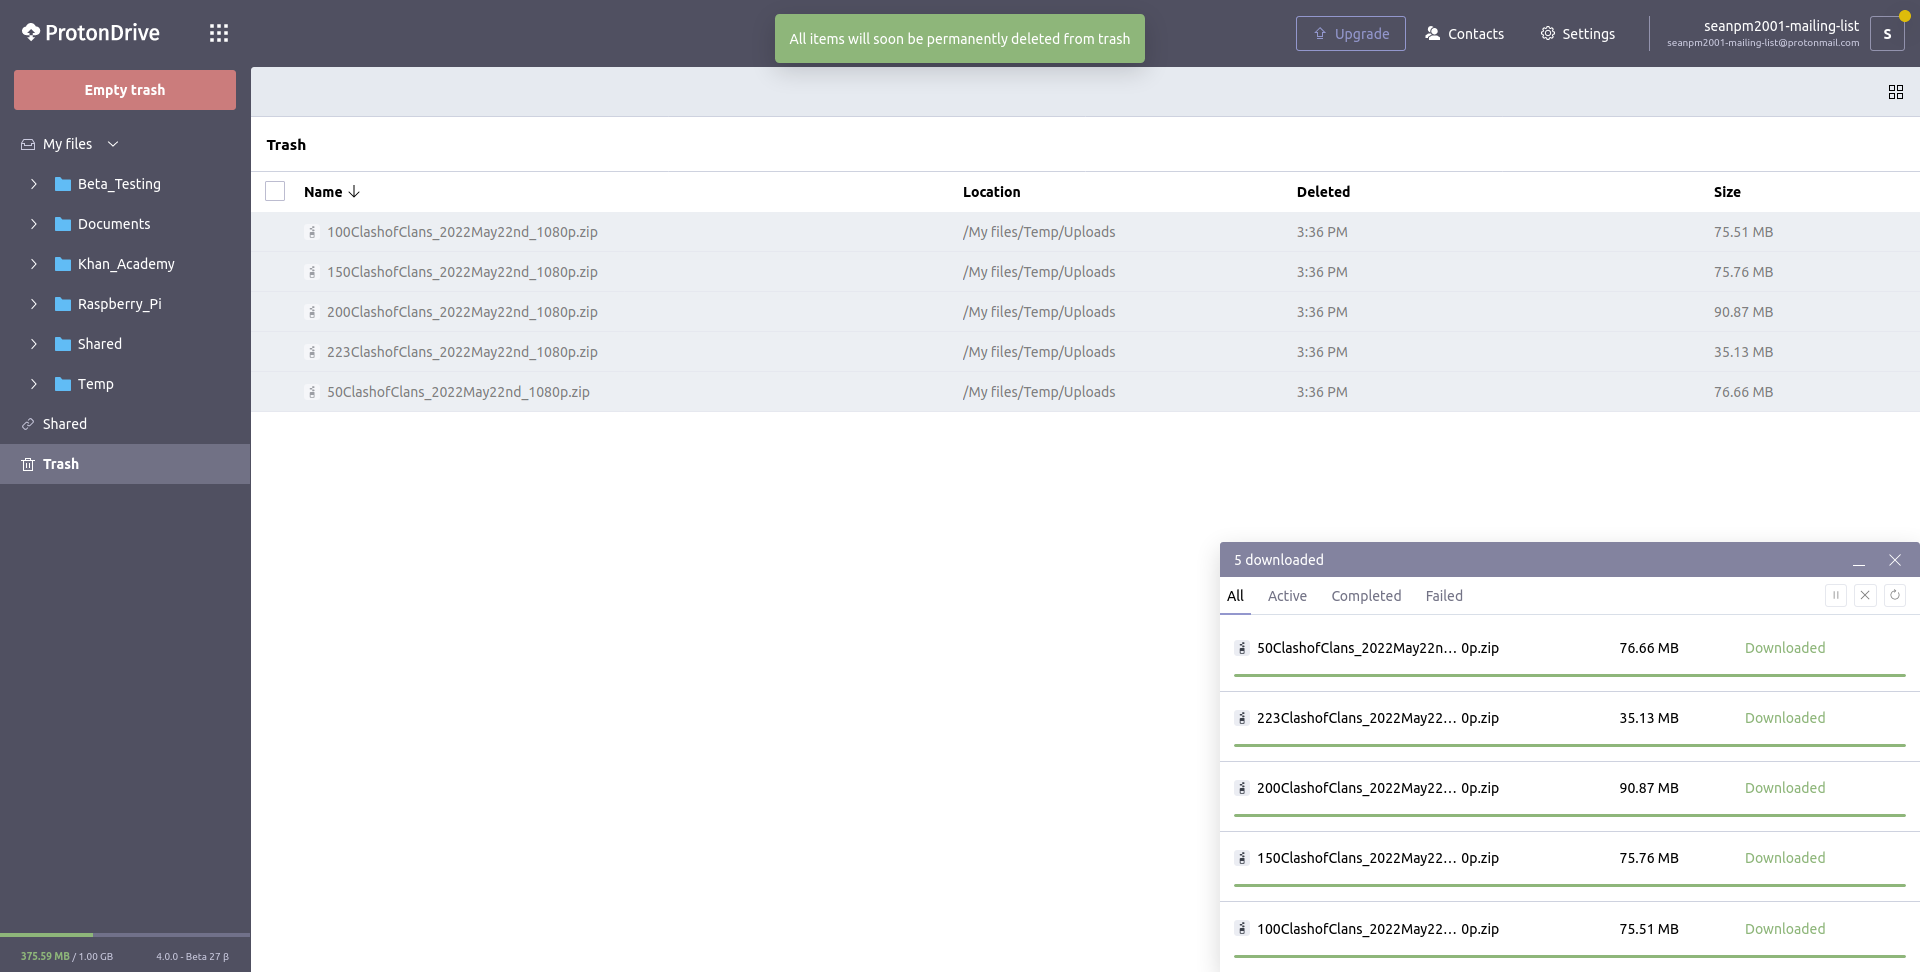 ProtonDrive
All items will soon be permanently deleted from trash
Upgrade
Contacts
Settings
seanpm2001-mailing-list
seanpm2001-mailing-list@protonmail.com
S
Empty trash
My files
Beta_Testing
Documents
Khan_Academy
Raspberry_Pi
Shared
Temp
Shared
Trash
375.59 MB / 1.00 GB
4.0.0 - Beta 27 β
Trash
Name Location Deleted Size
100ClashofClans_2022May22nd_1080p.zip /My files/Temp/Uploads 3:36 PM 75.51 MB
150ClashofClans_2022May22nd_1080p.zip /My files/Temp/Uploads 3:36 PM 75.76 MB
200ClashofClans_2022May22nd_1080p.zip /My files/Temp/Uploads 3:36 PM 90.87 MB
223ClashofClans_2022May22nd_1080p.zip /My files/Temp/Uploads 3:36 PM 35.13 MB
50ClashofClans_2022May22nd_1080p.zip /My files/Temp/Uploads 3:36 PM 76.66 MB
5 downloaded
All Active Completed Failed
50ClashofClans_2022May22n... 0p.zip 76.66 MB Downloaded
223ClashofClans_2022May22... 0p.zip 35.13 MB Downloaded
200ClashofClans_2022May22... 0p.zip 90.87 MB Downloaded
150ClashofClans_2022May22... 0p.zip 75.76 MB Downloaded
100ClashofClans_2022May22... 0p.zip 75.51 MB Downloaded